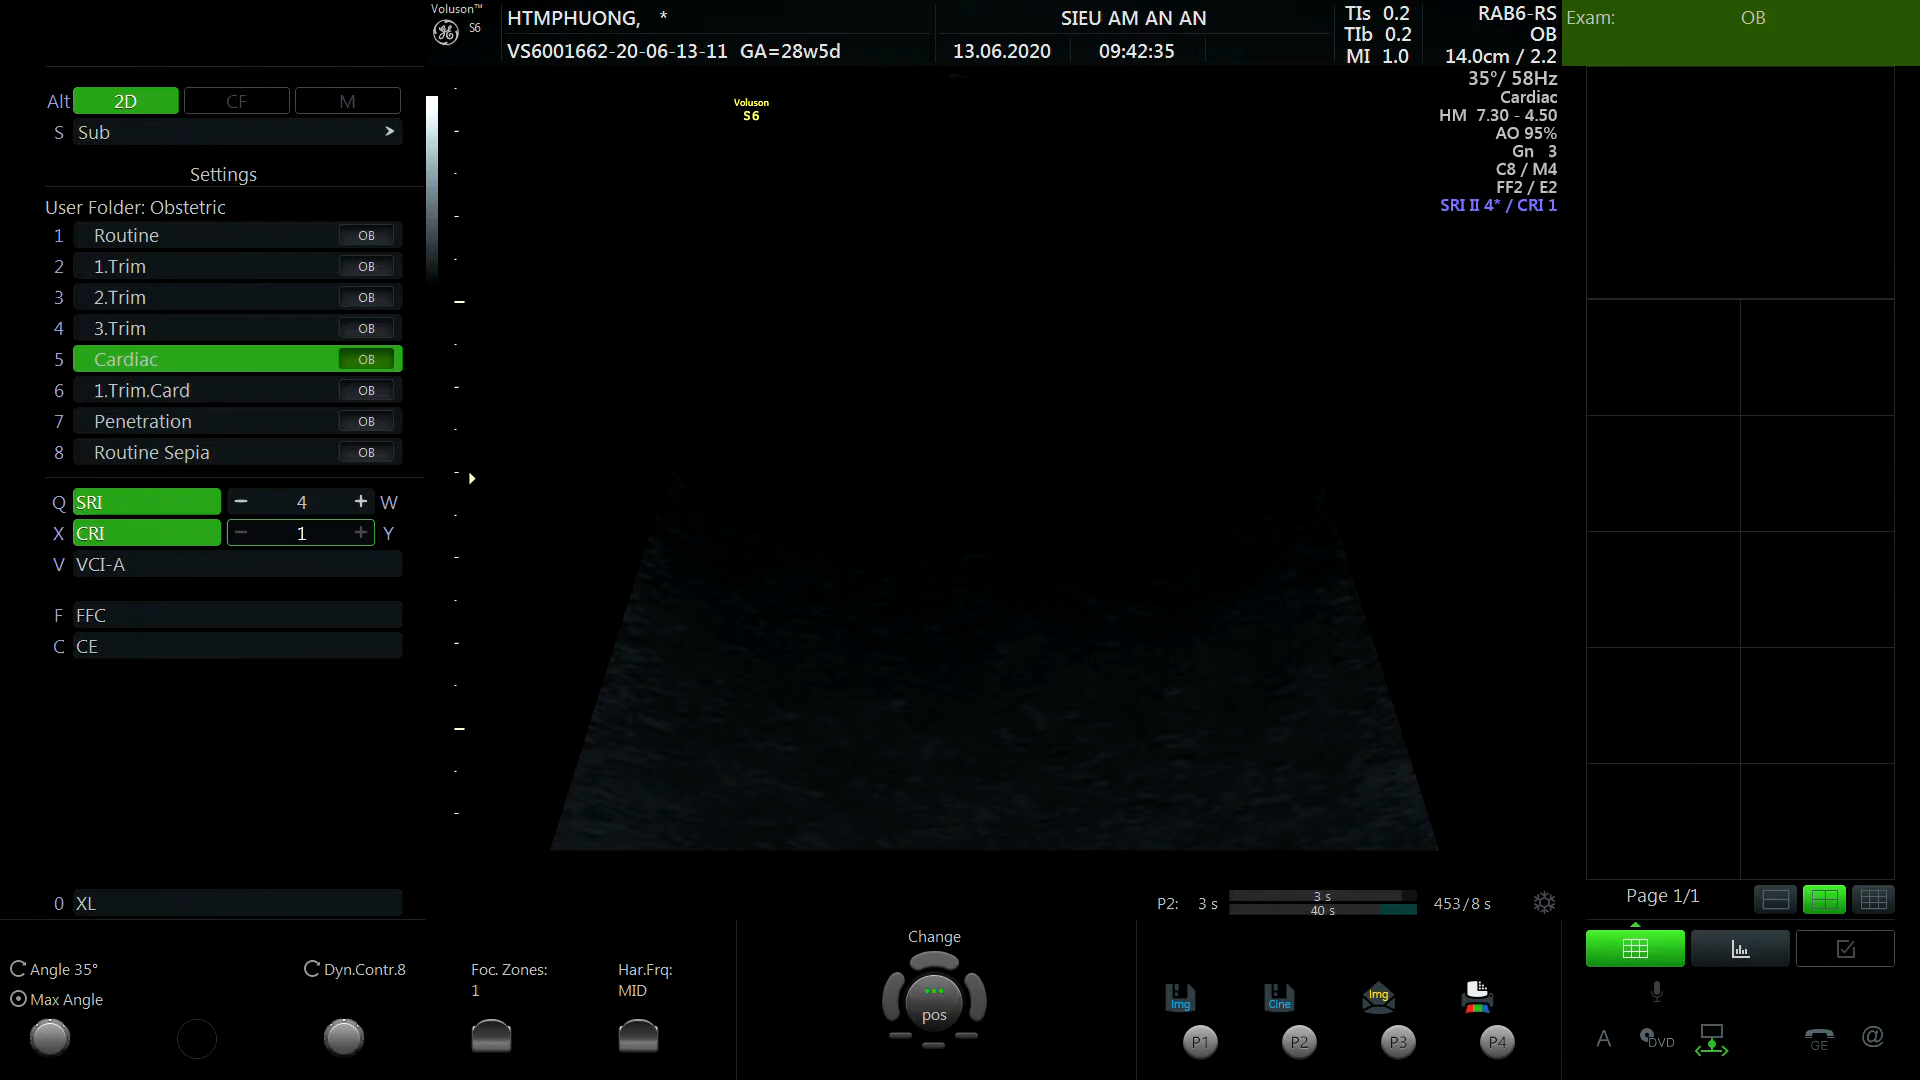 Voluson™
S6
HTMPHUONG, *
SIEU AM AN AN
VS6001662-20-06-13-11 GA=28w5d
13.06.2020 09:42:35
TIs 0.2
TIb 0.2
MI 1.0
RAB6-RS
OB
14.0cm / 2.2
Exam: OB
35°/ 58Hz
Cardiac
HM 7.30 - 4.50
AO 95%
Gn 3
C8 / M4
FF2 / E2
SRI II 4* / CRI 1
Voluson
S6
Alt 2D CF M
S Sub >
Settings
User Folder: Obstetric
1 Routine OB
2 1.Trim OB
3 2.Trim OB
4 3.Trim OB
5 Cardiac OB
6 1.Trim.Card OB
7 Penetration OB
8 Routine Sepia OB
Q SRI - 4 + W
X CRI - 1 + Y
V VCI-A
F FFC
C CE
0 XL
P2: 3 s
3 s
40 s
453/8 s
Page 1/1
Angle 35°
Max Angle
Dyn.Contr.8
Foc. Zones:
1
Har.Frq:
MID
Change
pos
Img Cine Img
P1 P2 P3 P4
A DVD GE @